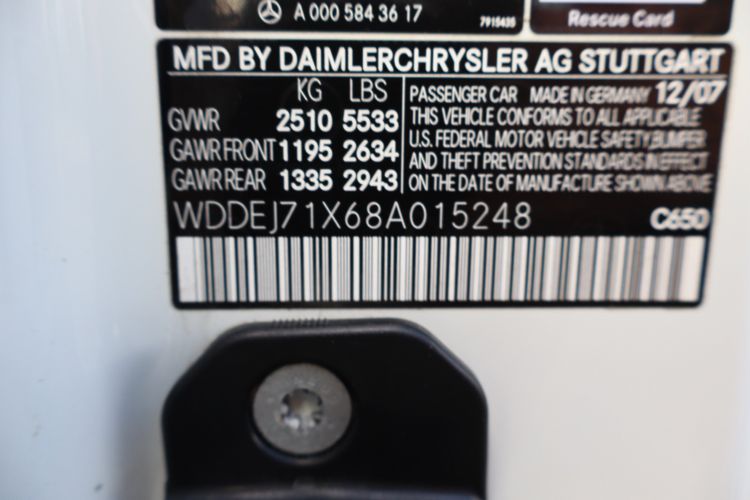 A 000 584 36 17
7915435
Rescue Card
MFD BY DAIMLERCHRYSLER AG STUTTGART
KG LBS
GVWR 2510 5533
GAWR FRONT 1195 2634
GAWR REAR 1335 2943
PASSENGER CAR MADE IN GERMANY 12/07
THIS VEHICLE CONFORMS TO ALL APPLICABLE
U.S. FEDERAL MOTOR VEHICLE SAFETY, BUMPER
AND THEFT PREVENTION STANDARDS IN EFFECT
ON THE DATE OF MANUFACTURE SHOWN ABOVE
WDDEJ71X68A015248
C650